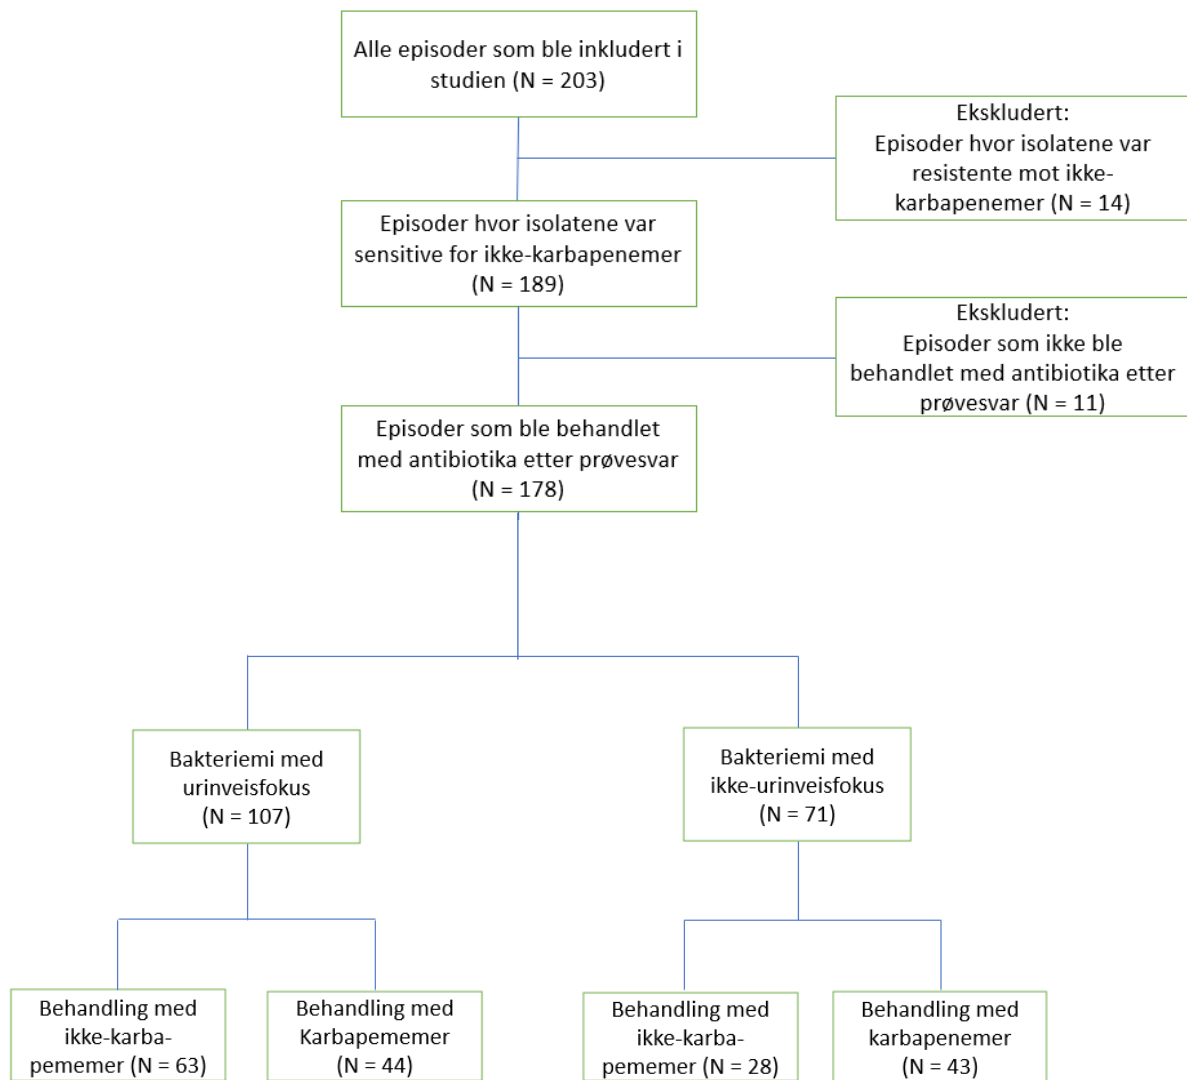 Alle episoder som ble inkludert i
studien (N = 203)
Ekskludert:
Episoder hvor isolatene var
resistente mot ikke-
karbapenemer (N = 14)
Episoder hvor isolatene var
sensitive for ikke-karbapenemer
(N = 189)
Ekskludert:
Episoder som ikke ble
behandlet med antibiotika etter
prøvesvar (N = 11)
Episoder som ble behandlet
med antibiotika etter prøvesvar
(N = 178)
Bakteriemi med
urinveisfokus
(N = 107)
Bakteriemi med
ikke-urinveisfokus
(N = 71)
Behandling med
ikke-karba-
pememer (N = 63)
Behandling med
Karbapememer
(N = 44)
Behandling med
ikke-karba-
pememer (N = 28)
Behandling med
karbapenemer
(N = 43)